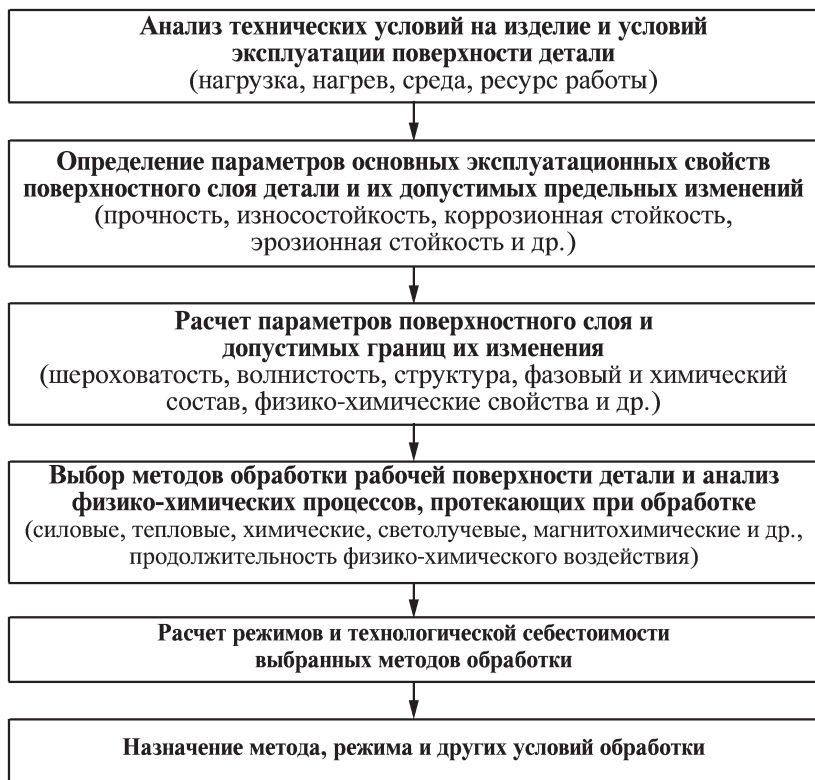 Анализ технических условий на изделие и условий
эксплуатации поверхности детали
(нагрузка, нагрев, среда, ресурс работы)
Определение параметров основных эксплуатационных свойств
поверхностного слоя детали и их допустимых предельных изменений
(прочность, износостойкость, коррозионная стойкость,
эрозионная стойкость и др.)
Расчет параметров поверхностного слоя и
допустимых границ их изменения
(шероховатость, волнистость, структура, фазовый и химический
состав, физико-химические свойства и др.)
Выбор методов обработки рабочей поверхности детали и анализ
физико-химических процессов, протекающих при обработке
(силовые, тепловые, химические, светолучевые, магнитохимические и др.,
продолжительность физико-химического воздействия)
Расчет режимов и технологической себестоимости
выбранных методов обработки
Назначение метода, режима и других условий обработки